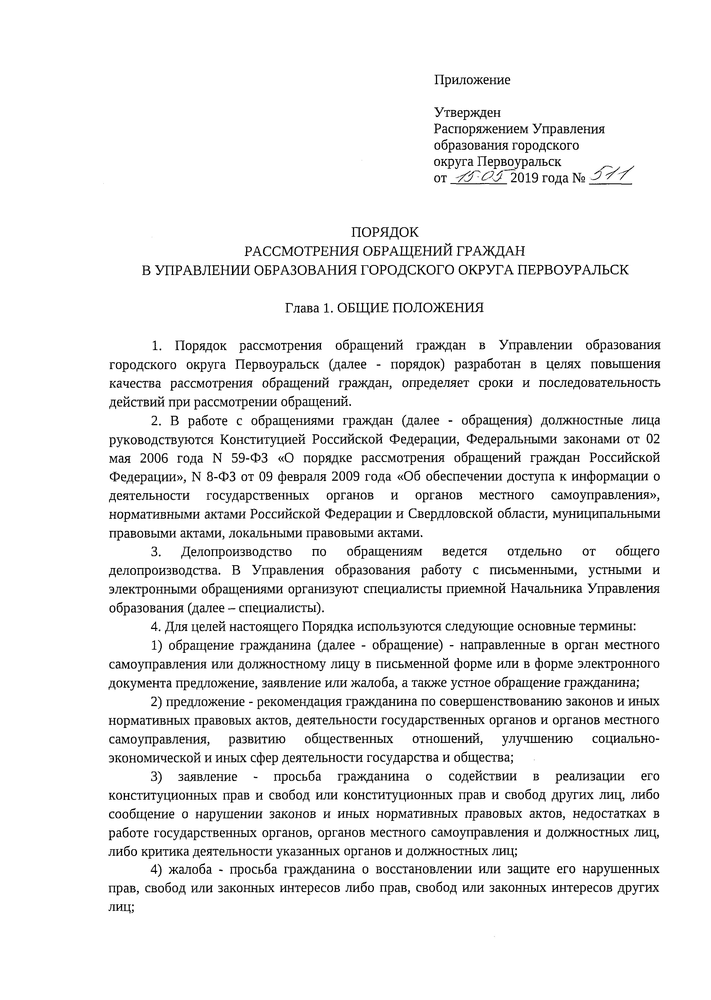 Приложение
Утвержден
Распоряжением Управления
образования городского
округа Первоуральск
от 15.05 2019 года № 511
ПОРЯДОК
РАССМОТРЕНИЯ ОБРАЩЕНИЙ ГРАЖДАН
В УПРАВЛЕНИИ ОБРАЗОВАНИЯ ГОРОДСКОГО ОКРУГА ПЕРВОУРАЛЬСК
Глава 1. ОБЩИЕ ПОЛОЖЕНИЯ
1. Порядок рассмотрения обращений граждан в Управлении образования
городского округа Первоуральск (далее - порядок) разработан в целях повышения
качества рассмотрения обращений граждан, определяет сроки и последовательность
действий при рассмотрении обращений.
2. В работе с обращениями граждан (далее - обращения) должностные лица
руководствуются Конституцией Российской Федерации, Федеральными законами от 02
мая 2006 года N 59-ФЗ «О порядке рассмотрения обращений граждан Российской
Федерации», N 8-ФЗ от 09 февраля 2009 года «Об обеспечении доступа к информации о
деятельности государственных органов и органов местного самоуправления»,
нормативными актами Российской Федерации и Свердловской области, муниципальными
правовыми актами, локальными правовыми актами.
3. Делопроизводство по обращениям ведется отдельно от общего
делопроизводства. В Управления образования работу с письменными, устными и
электронными обращениями организуют специалисты приемной Начальника Управления
образования (далее – специалисты).
4. Для целей настоящего Порядка используются следующие основные термины:
1) обращение гражданина (далее - обращение) - направленные в орган местного
самоуправления или должностному лицу в письменной форме или в форме электронного
документа предложение, заявление или жалоба, а также устное обращение гражданина;
2) предложение - рекомендация гражданина по совершенствованию законов и иных
нормативных правовых актов, деятельности государственных органов и органов местного
самоуправления, развитию общественных отношений, улучшению социально-
экономической и иных сфер деятельности государства и общества;
3) заявление - просьба гражданина о содействии в реализации его
конституционных прав и свобод или конституционных прав и свобод других лиц, либо
сообщение о нарушении законов и иных нормативных правовых актов, недостатках в
работе государственных органов, органов местного самоуправления и должностных лиц,
либо критика деятельности указанных органов и должностных лиц;
4) жалоба - просьба гражданина о восстановлении или защите его нарушенных
прав, свобод или законных интересов либо прав, свобод или законных интересов других
лиц;